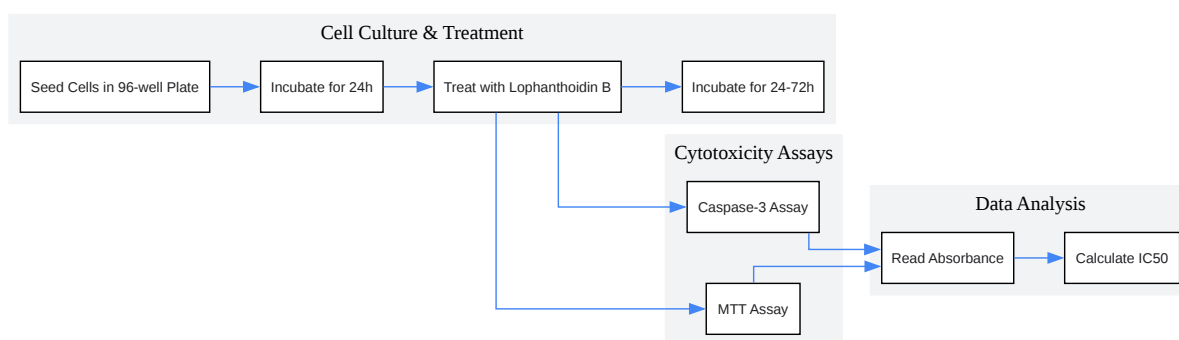 Cell Culture & Treatment
Seed Cells in 96-well Plate
Incubate for 24h
Treat with Lophanthoidin B
Incubate for 24-72h
Cytotoxicity Assays
Caspase-3 Assay
MTT Assay
Data Analysis
Read Absorbance
Calculate IC50